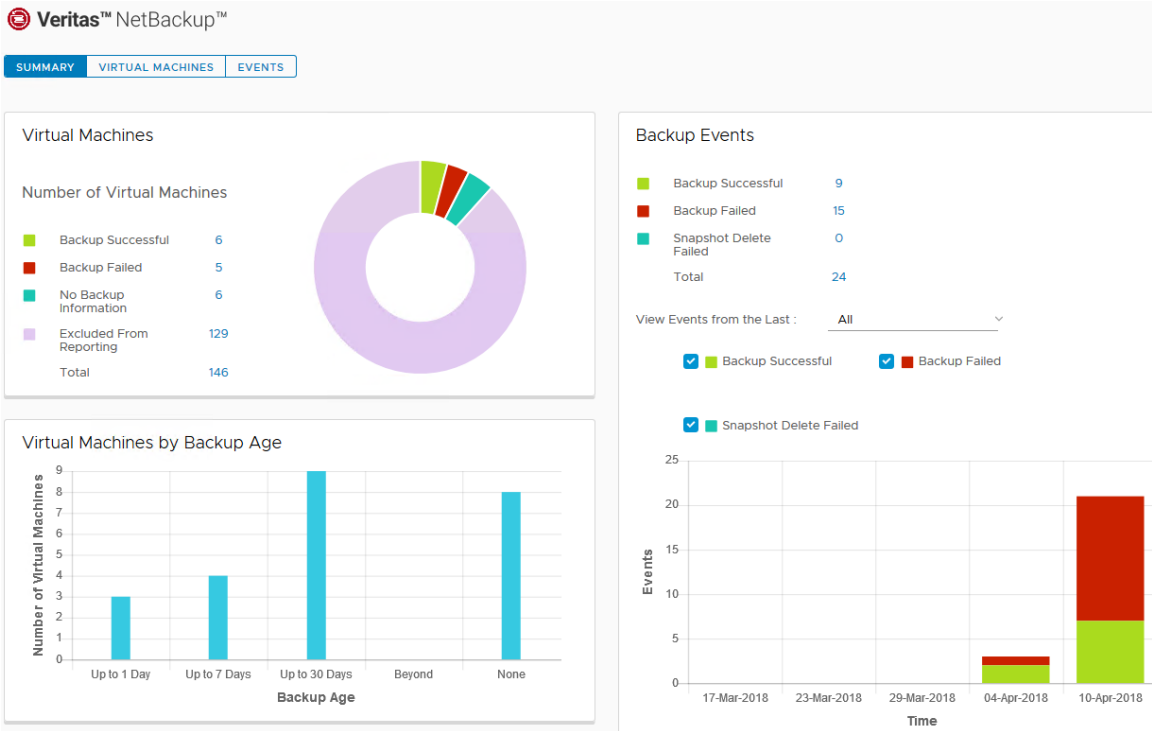 Veritas™ NetBackup™
SUMMARY VIRTUAL MACHINES EVENTS
Virtual Machines
Number of Virtual Machines
Backup Successful 6
Backup Failed 5
No Backup 6
Information
Excluded From 129
Reporting
Total 146
Virtual Machines by Backup Age
Number of Virtual Machines
9
8
7
6
5
4
3
2
1
0
Up to 1 Day Up to 7 Days Up to 30 Days Beyond None
Backup Age
Backup Events
Backup Successful 9
Backup Failed 15
Snapshot Delete 0
Failed
Total 24
View Events from the Last : All
Backup Successful Backup Failed
Snapshot Delete Failed
Events
25
20
15
10
5
0
17-Mar-2018 23-Mar-2018 29-Mar-2018 04-Apr-2018 10-Apr-2018
Time